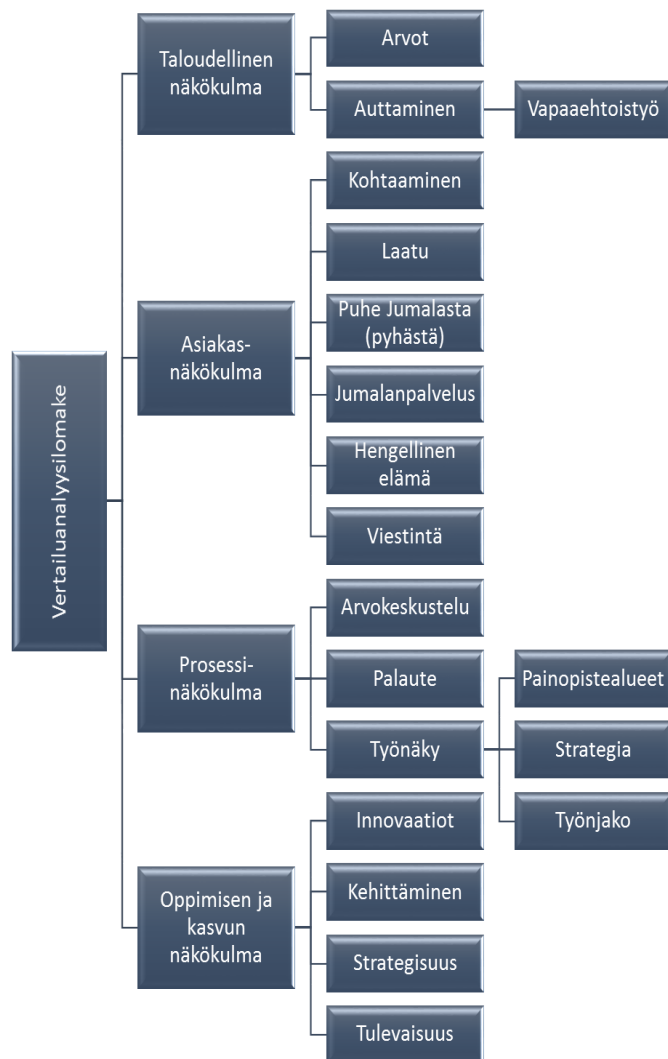 Vertailuanalyysilomake
Taloudellinen
näkökulma
Arvot
Auttaminen
Vapaaehtoistyö
Asiakas-
näkökulma
Kohtaaminen
Laatu
Puhe Jumalasta
(pyhästä)
Jumalanpalvelus
Hengellinen
elämä
Viestintä
Prosessi-
näkökulma
Arvokeskustelu
Palaute
Työnäky
Painopistealueet
Strategia
Työnjako
Oppimisen ja
kasvun
näkökulma
Innovaatiot
Kehittäminen
Strategisuus
Tulevaisuus